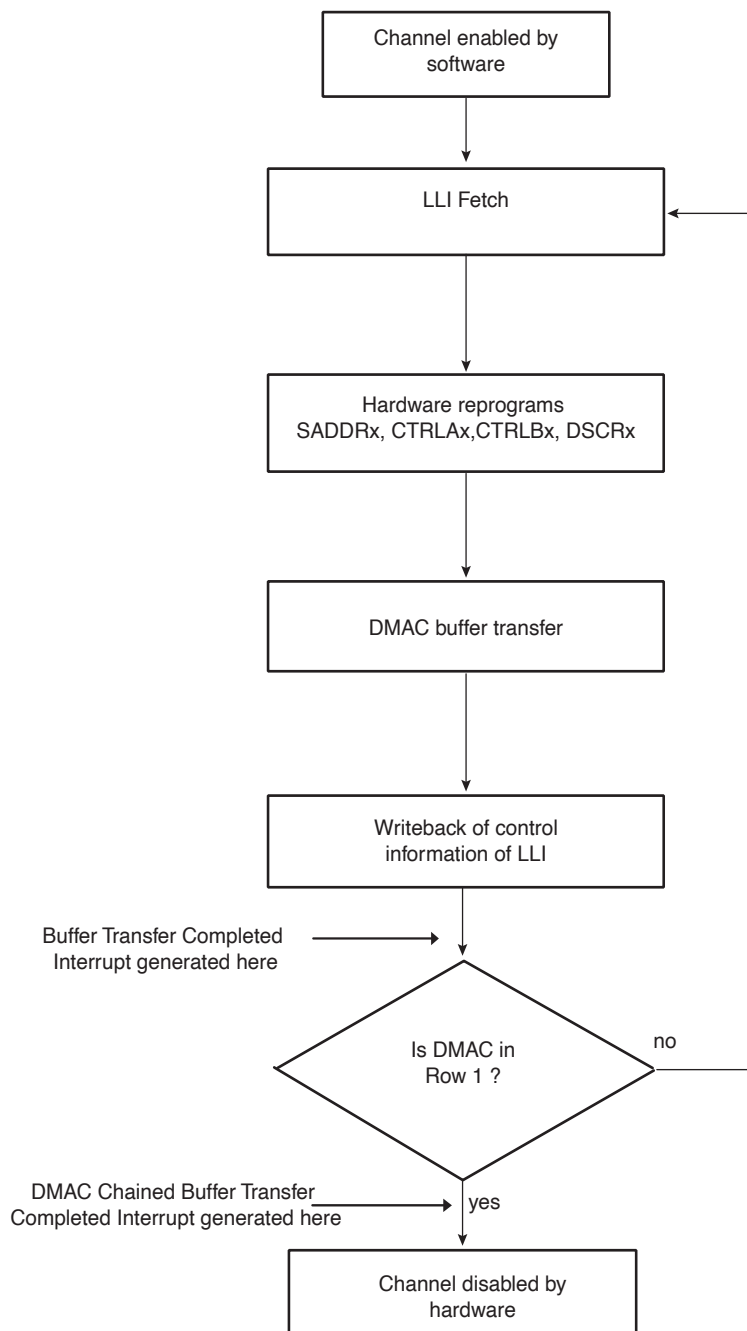 Channel enabled by
software
LLI Fetch
Hardware reprograms
SADDRx, CTRLAx,CTRLBx, DSCRx
DMAC buffer transfer
Writeback of control
information of LLI
Buffer Transfer Completed
Interrupt generated here
Is DMAC in
Row 1 ?
no
DMAC Chained Buffer Transfer
Completed Interrupt generated here
yes
Channel disabled by
hardware